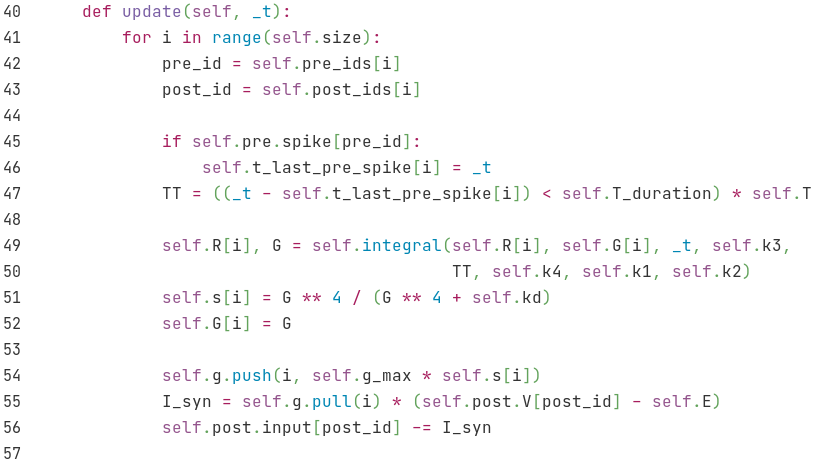 40      def update(self, _t):
41          for i in range(self.size):
42              pre_id = self.pre_ids[i]
43              post_id = self.post_ids[i]
44
45              if self.pre.spike[pre_id]:
46                  self.t_last_pre_spike[i] = _t
47              TT = ((_t - self.t_last_pre_spike[i]) < self.T_duration) * self.T
48
49              self.R[i], G = self.integral(self.R[i], self.G[i], _t, self.k3,
50                                           TT, self.k4, self.k1, self.k2)
51              self.s[i] = G ** 4 / (G ** 4 + self.kd)
52              self.G[i] = G
53
54              self.g.push(i, self.g_max * self.s[i])
55              I_syn = self.g.pull(i) * (self.post.V[post_id] - self.E)
56              self.post.input[post_id] -= I_syn
57